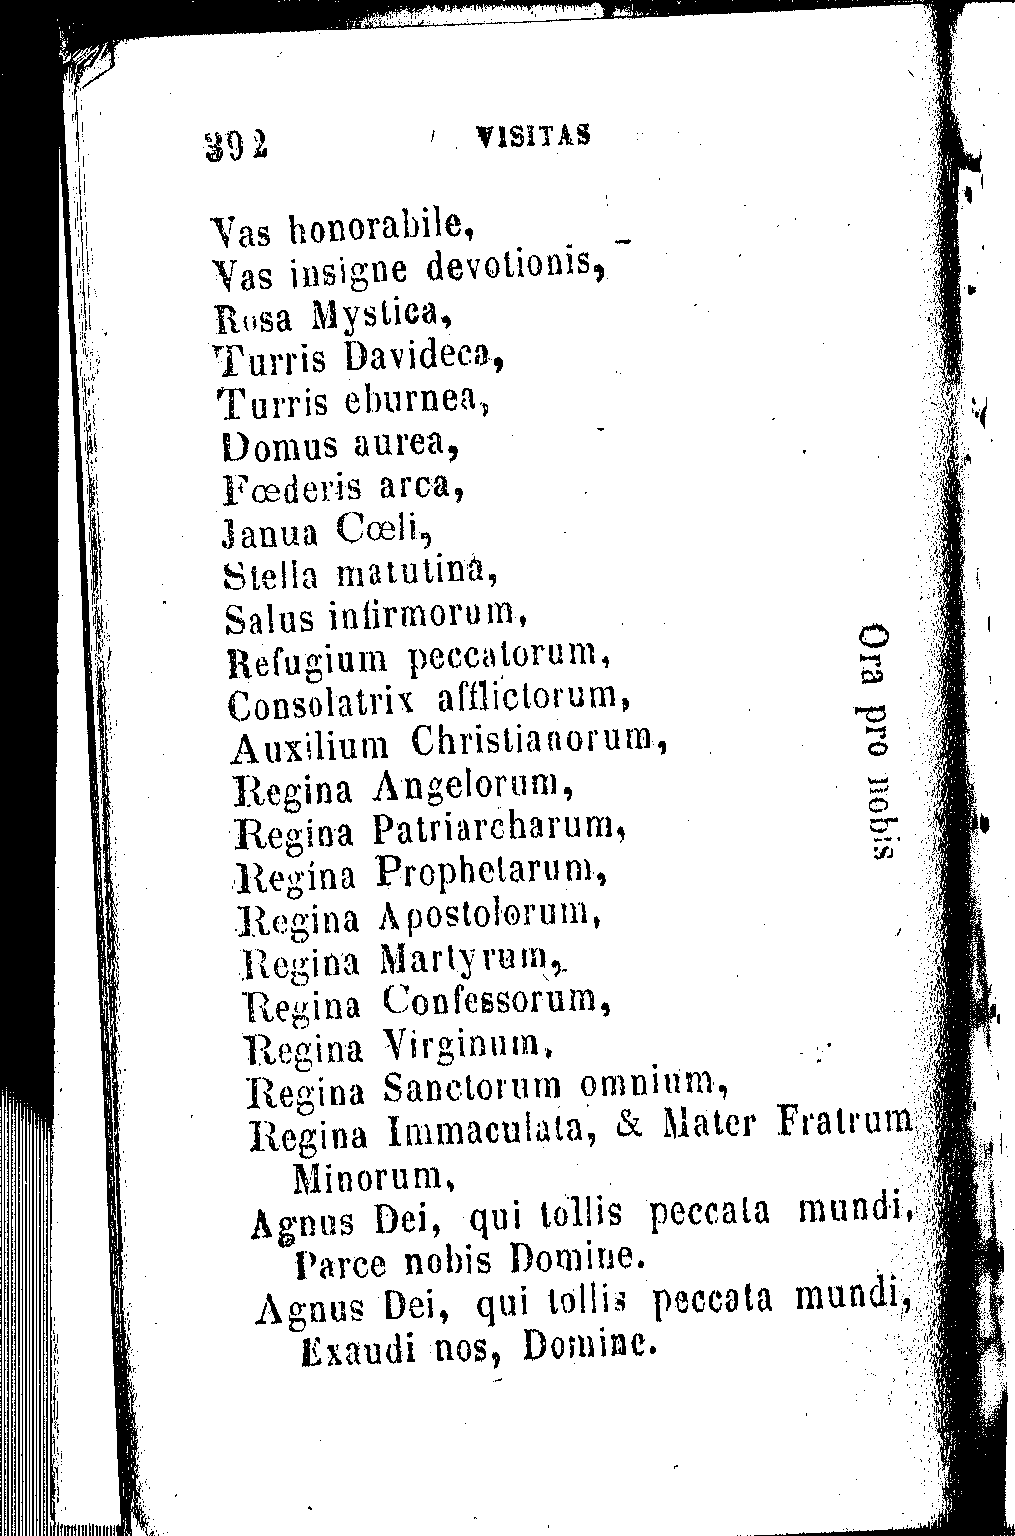 392 VISITAS
Vas honorabile,
Vas insigne devotionis,
Rosa Mystica,
Turris Davideca,
Turris eburnea,
Domus aurea,
Fœderis arca,
Janua Cœli,
Stella matutina,
Salus infirmorum,
Refugium peccatorum,
Consolatrix afflictorum,
Auxilium Christianorum,
Regina Angelorum,
Regina Patriarcharum,
Regina Prophetarum,
Regina Apostolorum,
Regina Martyrum,
Regina Confessorum,
Regina Virginum,
Regina Sanctorum omnium,
Regina Immaculata, & Mater Fratrum
Minorum,
Ora pro nobis
Agnus Dei, qui tollis peccata mundi,
Parce nobis Domine.
Agnus Dei, qui tollis peccata mundi,
Exaudi nos, Domine.